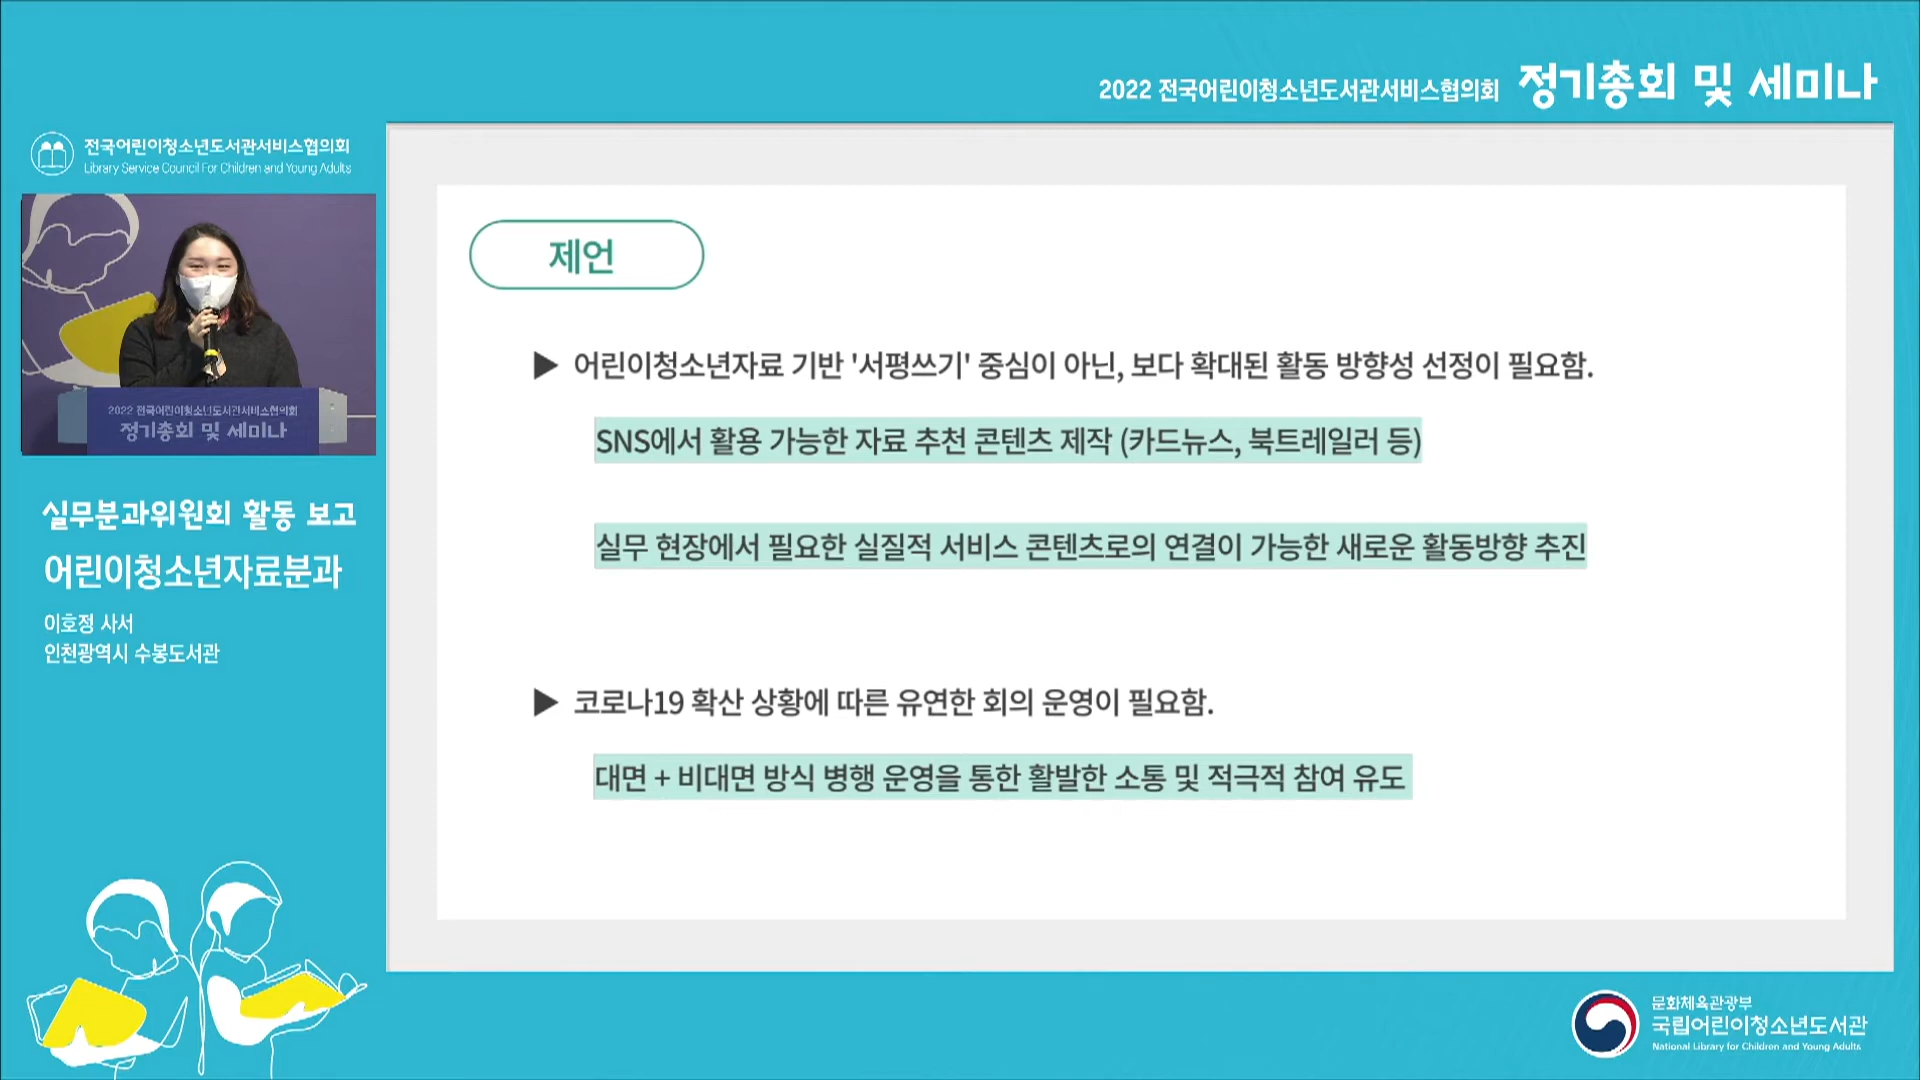 2022 전국어린이청소년도서관서비스협의회 정기총회 및 세미나
전국어린이청소년도서관서비스협의회
Library Service Council For Children and Young Adults
2022 전국어린이청소년도서관서비스협의회
정기총회 및 세미나
실무분과위원회 활동 보고
어린이청소년자료분과
이호정 사서
인천광역시 수봉도서관
제언
▶ 어린이청소년자료 기반 '서평쓰기' 중심이 아닌, 보다 확대된 활동 방향성 선정이 필요함.
SNS에서 활용 가능한 자료 추천 콘텐츠 제작 (카드뉴스, 북트레일러 등)
실무 현장에서 필요한 실질적 서비스 콘텐츠로의 연결이 가능한 새로운 활동방향 추진
▶ 코로나19 확산 상황에 따른 유연한 회의 운영이 필요함.
대면 + 비대면 방식 병행 운영을 통한 활발한 소통 및 적극적 참여 유도
문화체육관광부
국립어린이청소년도서관
National Library for Children and Young Adults